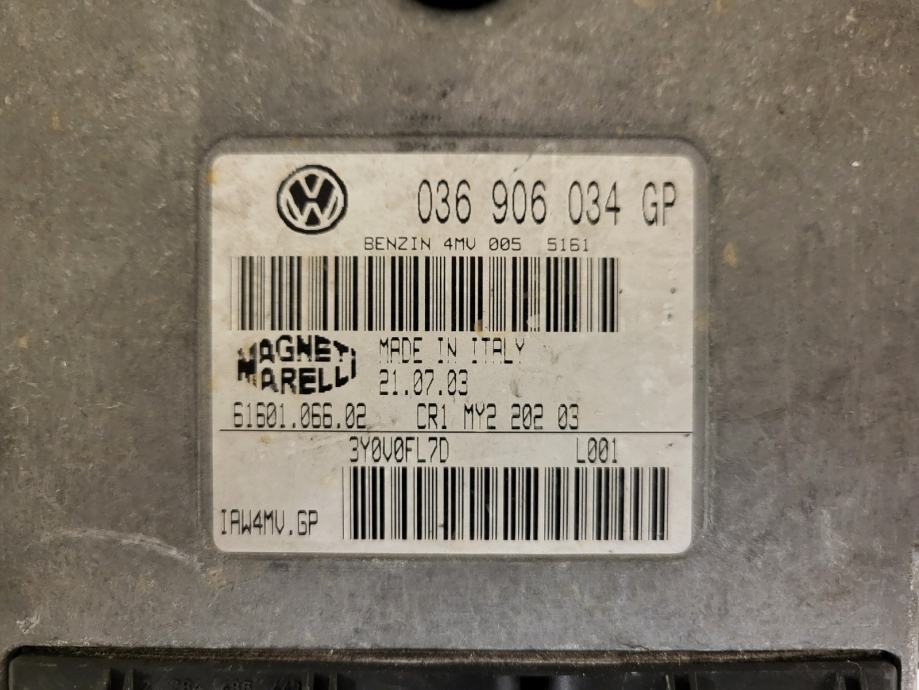 036 906 034 GP
BENZIN 4MV 005 5161
MAGNETI MARELLI
MADE IN ITALY
21.07.03
61601.066.02 CR1 MY2 202 03
3Y0V0FL7D L001
IAW4MV.GP